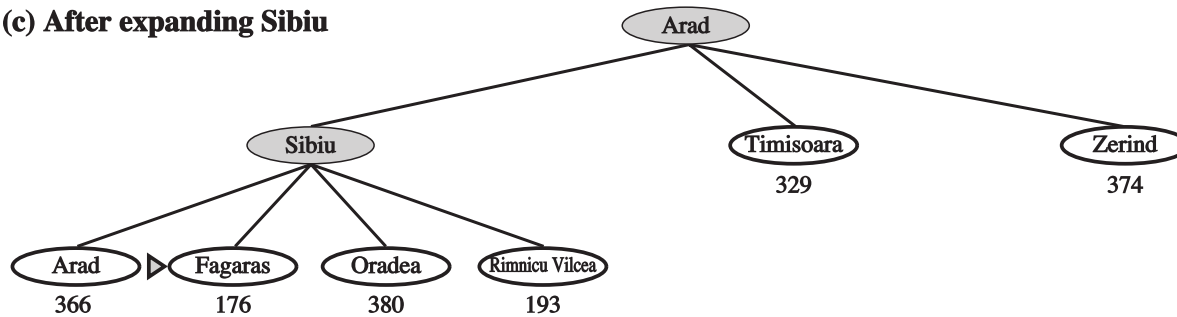 (c) After expanding Sibiu
Arad
Sibiu
Timisoara
Zerind
329
374
Arad
Fagaras
Oradea
Rimnicu Vilcea
366
176
380
193